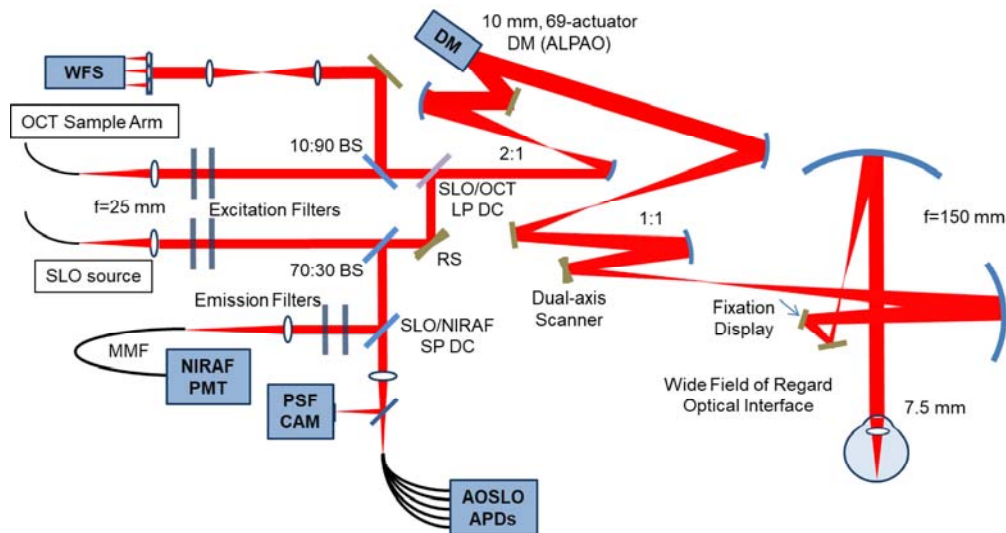 10 mm, 69-actuator
DM (ALPAO)
DM
WFS
OCT Sample Arm
10:90 BS
2:1
SLO/OCT
LP DC
f=25 mm
Excitation Filters
1:1
f=150 mm
SLO source
70:30 BS
RS
Dual-axis
Scanner
Fixation
Display
Emission Filters
SLO/NIRAF
SP DC
MMF
NIRAF
PMT
Wide Field of Regard
Optical Interface
7.5 mm
PSF
CAM
AOSLO
APDs